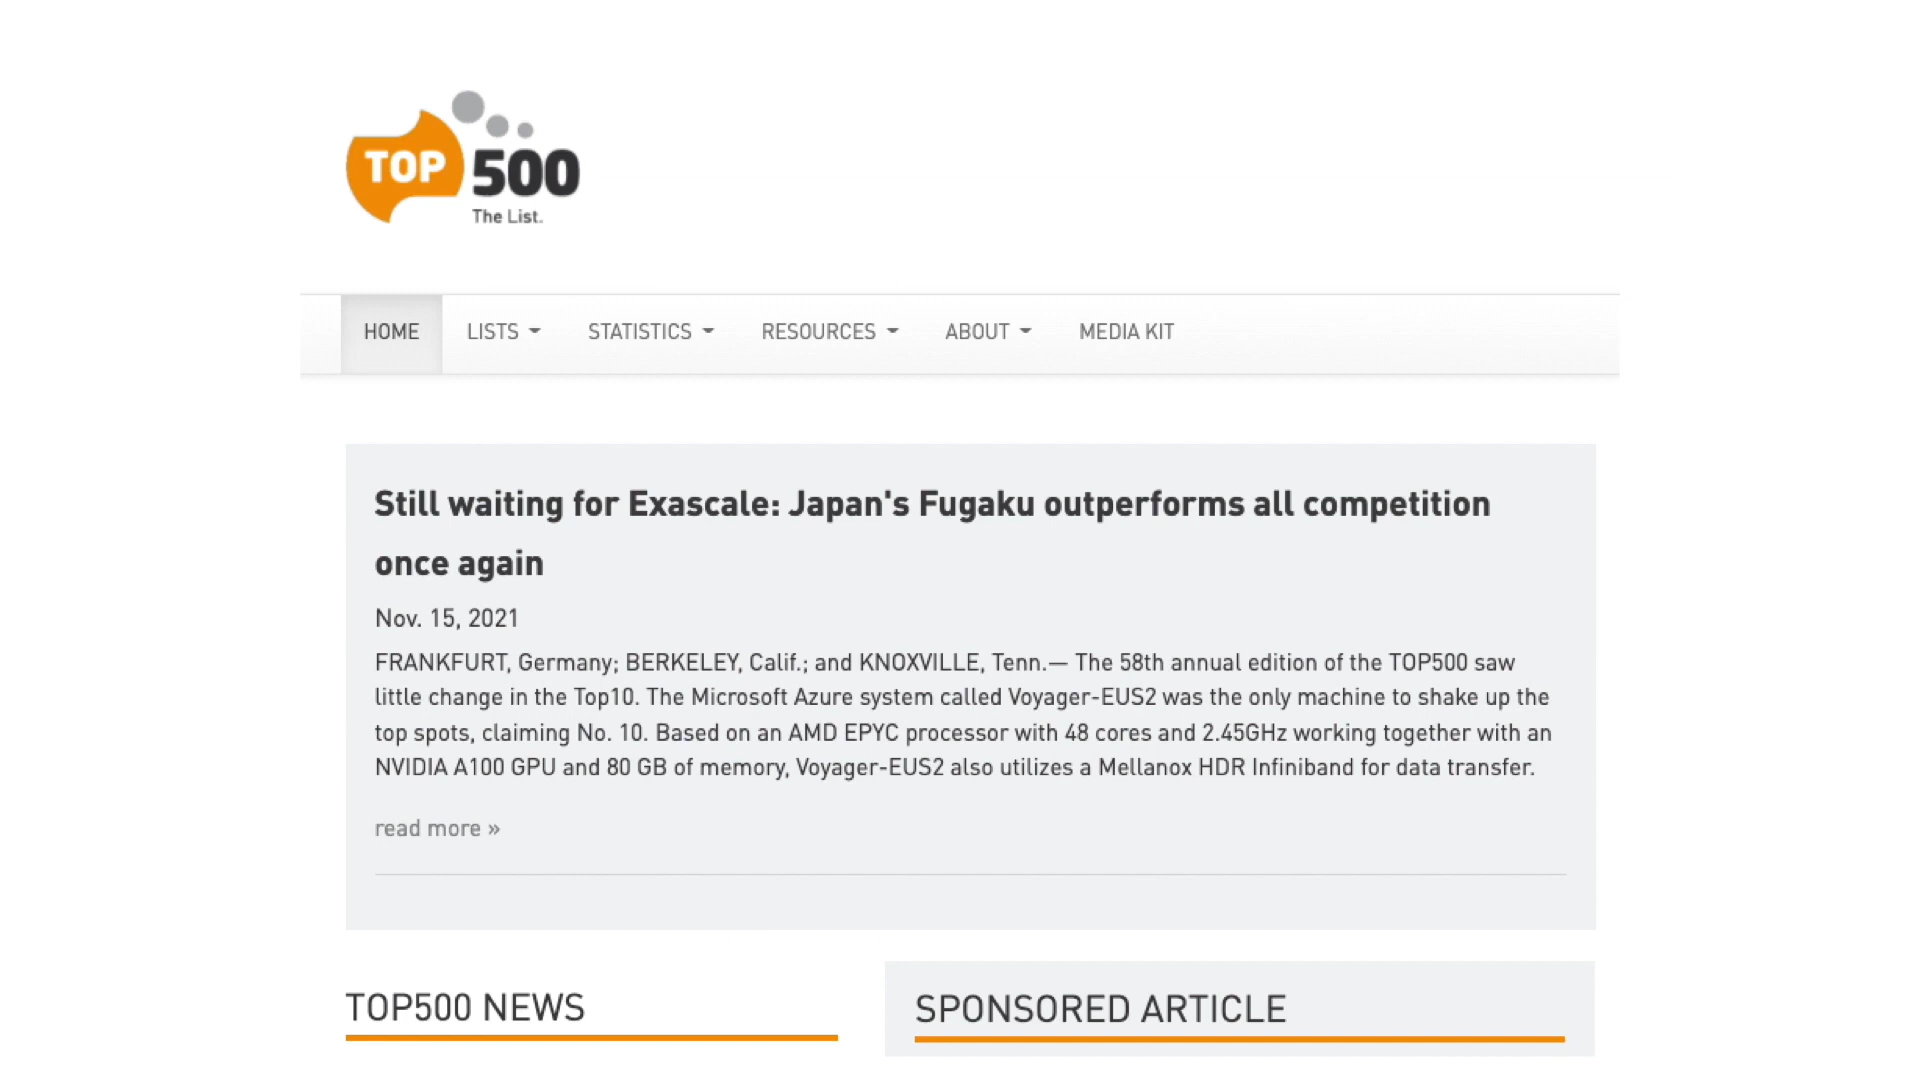 TOP 500
The List.
HOME LISTS STATISTICS RESOURCES ABOUT MEDIA KIT
Still waiting for Exascale: Japan's Fugaku outperforms all competition
once again
Nov. 15, 2021
FRANKFURT, Germany; BERKELEY, Calif.; and KNOXVILLE, Tenn.— The 58th annual edition of the TOP500 saw
little change in the Top10. The Microsoft Azure system called Voyager-EUS2 was the only machine to shake up the
top spots, claiming No. 10. Based on an AMD EPYC processor with 48 cores and 2.45GHz working together with an
NVIDIA A100 GPU and 80 GB of memory, Voyager-EUS2 also utilizes a Mellanox HDR Infiniband for data transfer.
read more »
TOP500 NEWS
SPONSORED ARTICLE